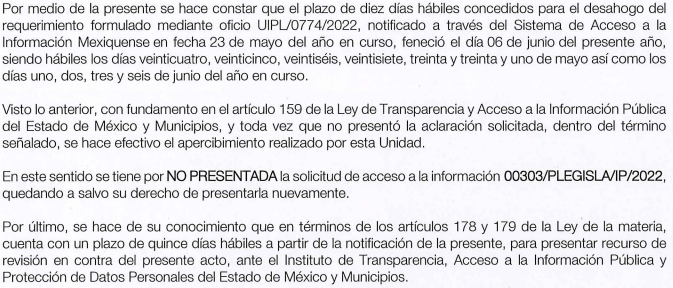 Por medio de la presente se hace constar que el plazo de diez días hábiles concedidos para el desahogo del
requerimiento formulado mediante oficio UIPL/0774/2022, notificado a través del Sistema de Acceso a la
Información Mexiquense en fecha 23 de mayo del año en curso, feneció el día 06 de junio del presente año,
siendo hábiles los días veinticuatro, veinticinco, veintiséis, veintisiete, treinta y treinta y uno de mayo así como los
días uno, dos, tres y seis de junio del año en curso.
Visto lo anterior, con fundamento en el artículo 159 de la Ley de Transparencia y Acceso a la Información Pública
del Estado de México y Municipios, y toda vez que no presentó la aclaración solicitada, dentro del término
señalado, se hace efectivo el apercibimiento realizado por esta Unidad.
En este sentido se tiene por NO PRESENTADA la solicitud de acceso a la información 00303/PLEGISLA/IP/2022,
quedando a salvo su derecho de presentarla nuevamente.
Por último, se hace de su conocimiento que en términos de los artículos 178 y 179 de la Ley de la materia,
cuenta con un plazo de quince días hábiles a partir de la notificación de la presente, para presentar recurso de
revisión en contra del presente acto, ante el Instituto de Transparencia, Acceso a la Información Pública y
Protección de Datos Personales del Estado de México y Municipios.